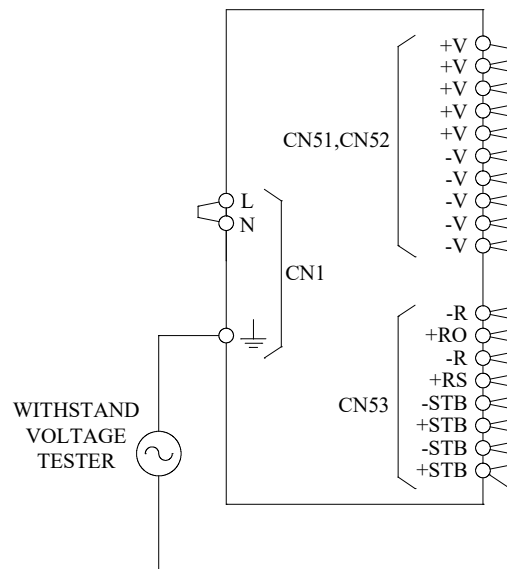 +V
+V
+V
+V
+V
CN51,CN52
-V
-V
-V
-V
-V
L
N
CN1
-R
+RO
-R
+RS
CN53
-STB
+STB
-STB
+STB
WITHSTAND
VOLTAGE
TESTER